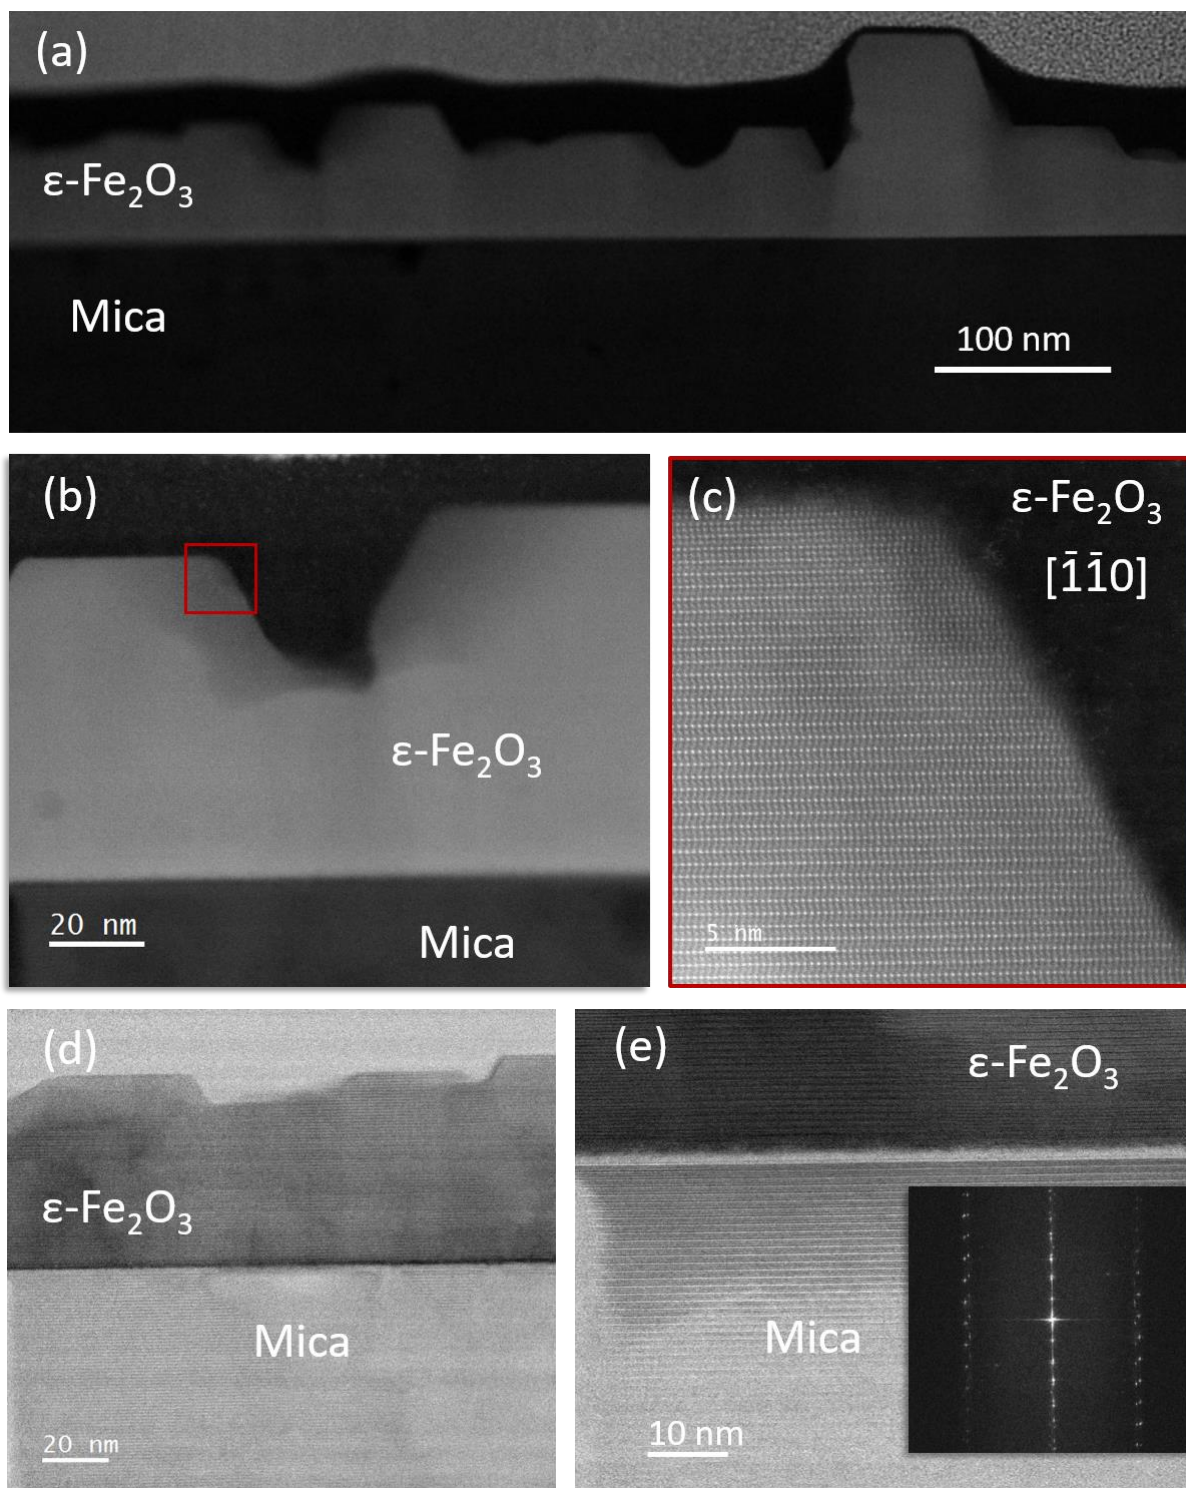 (a)
ε-Fe₂O₃
Mica
100 nm
(b)
ε-Fe₂O₃
20 nm
Mica
(c)
ε-Fe₂O₃
[1̄1̄0]
5 nm
(d)
ε-Fe₂O₃
Mica
20 nm
(e)
ε-Fe₂O₃
Mica
10 nm